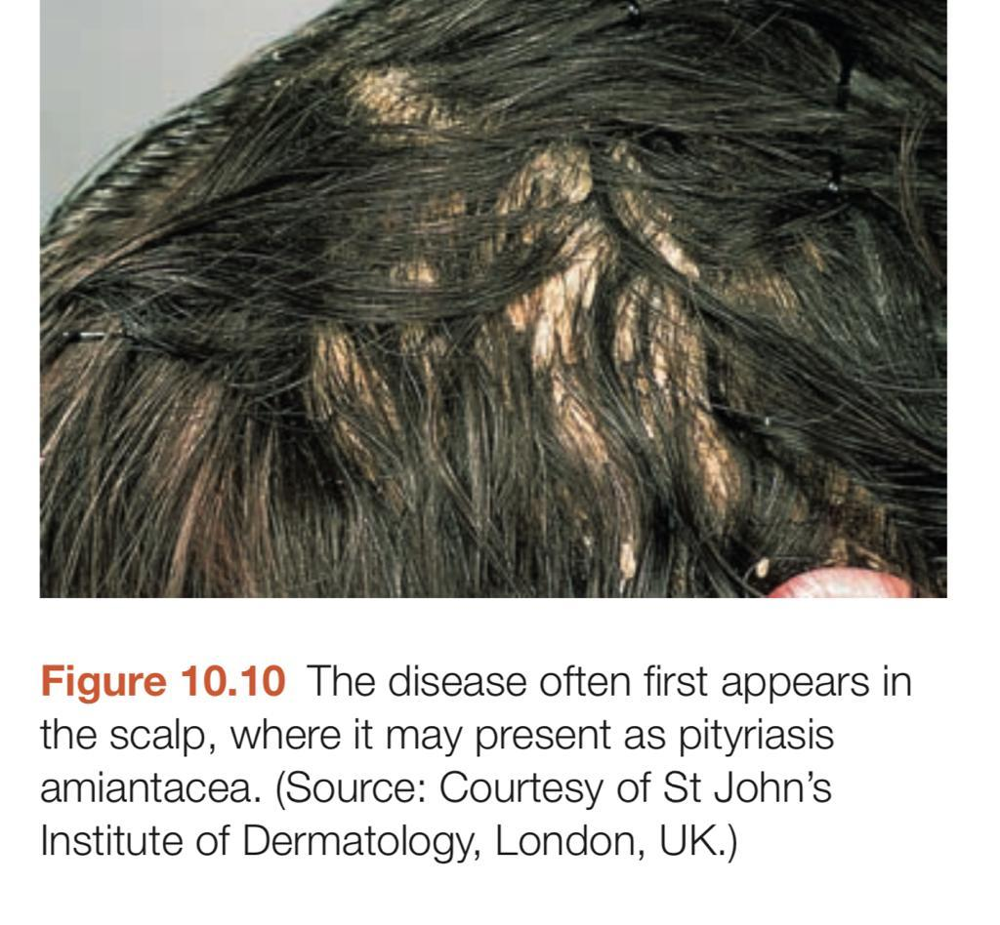 Figure 10.10 The disease often first appears in
the scalp, where it may present as pityriasis
amiantacea. (Source: Courtesy of St John’s
Institute of Dermatology, London, UK.)